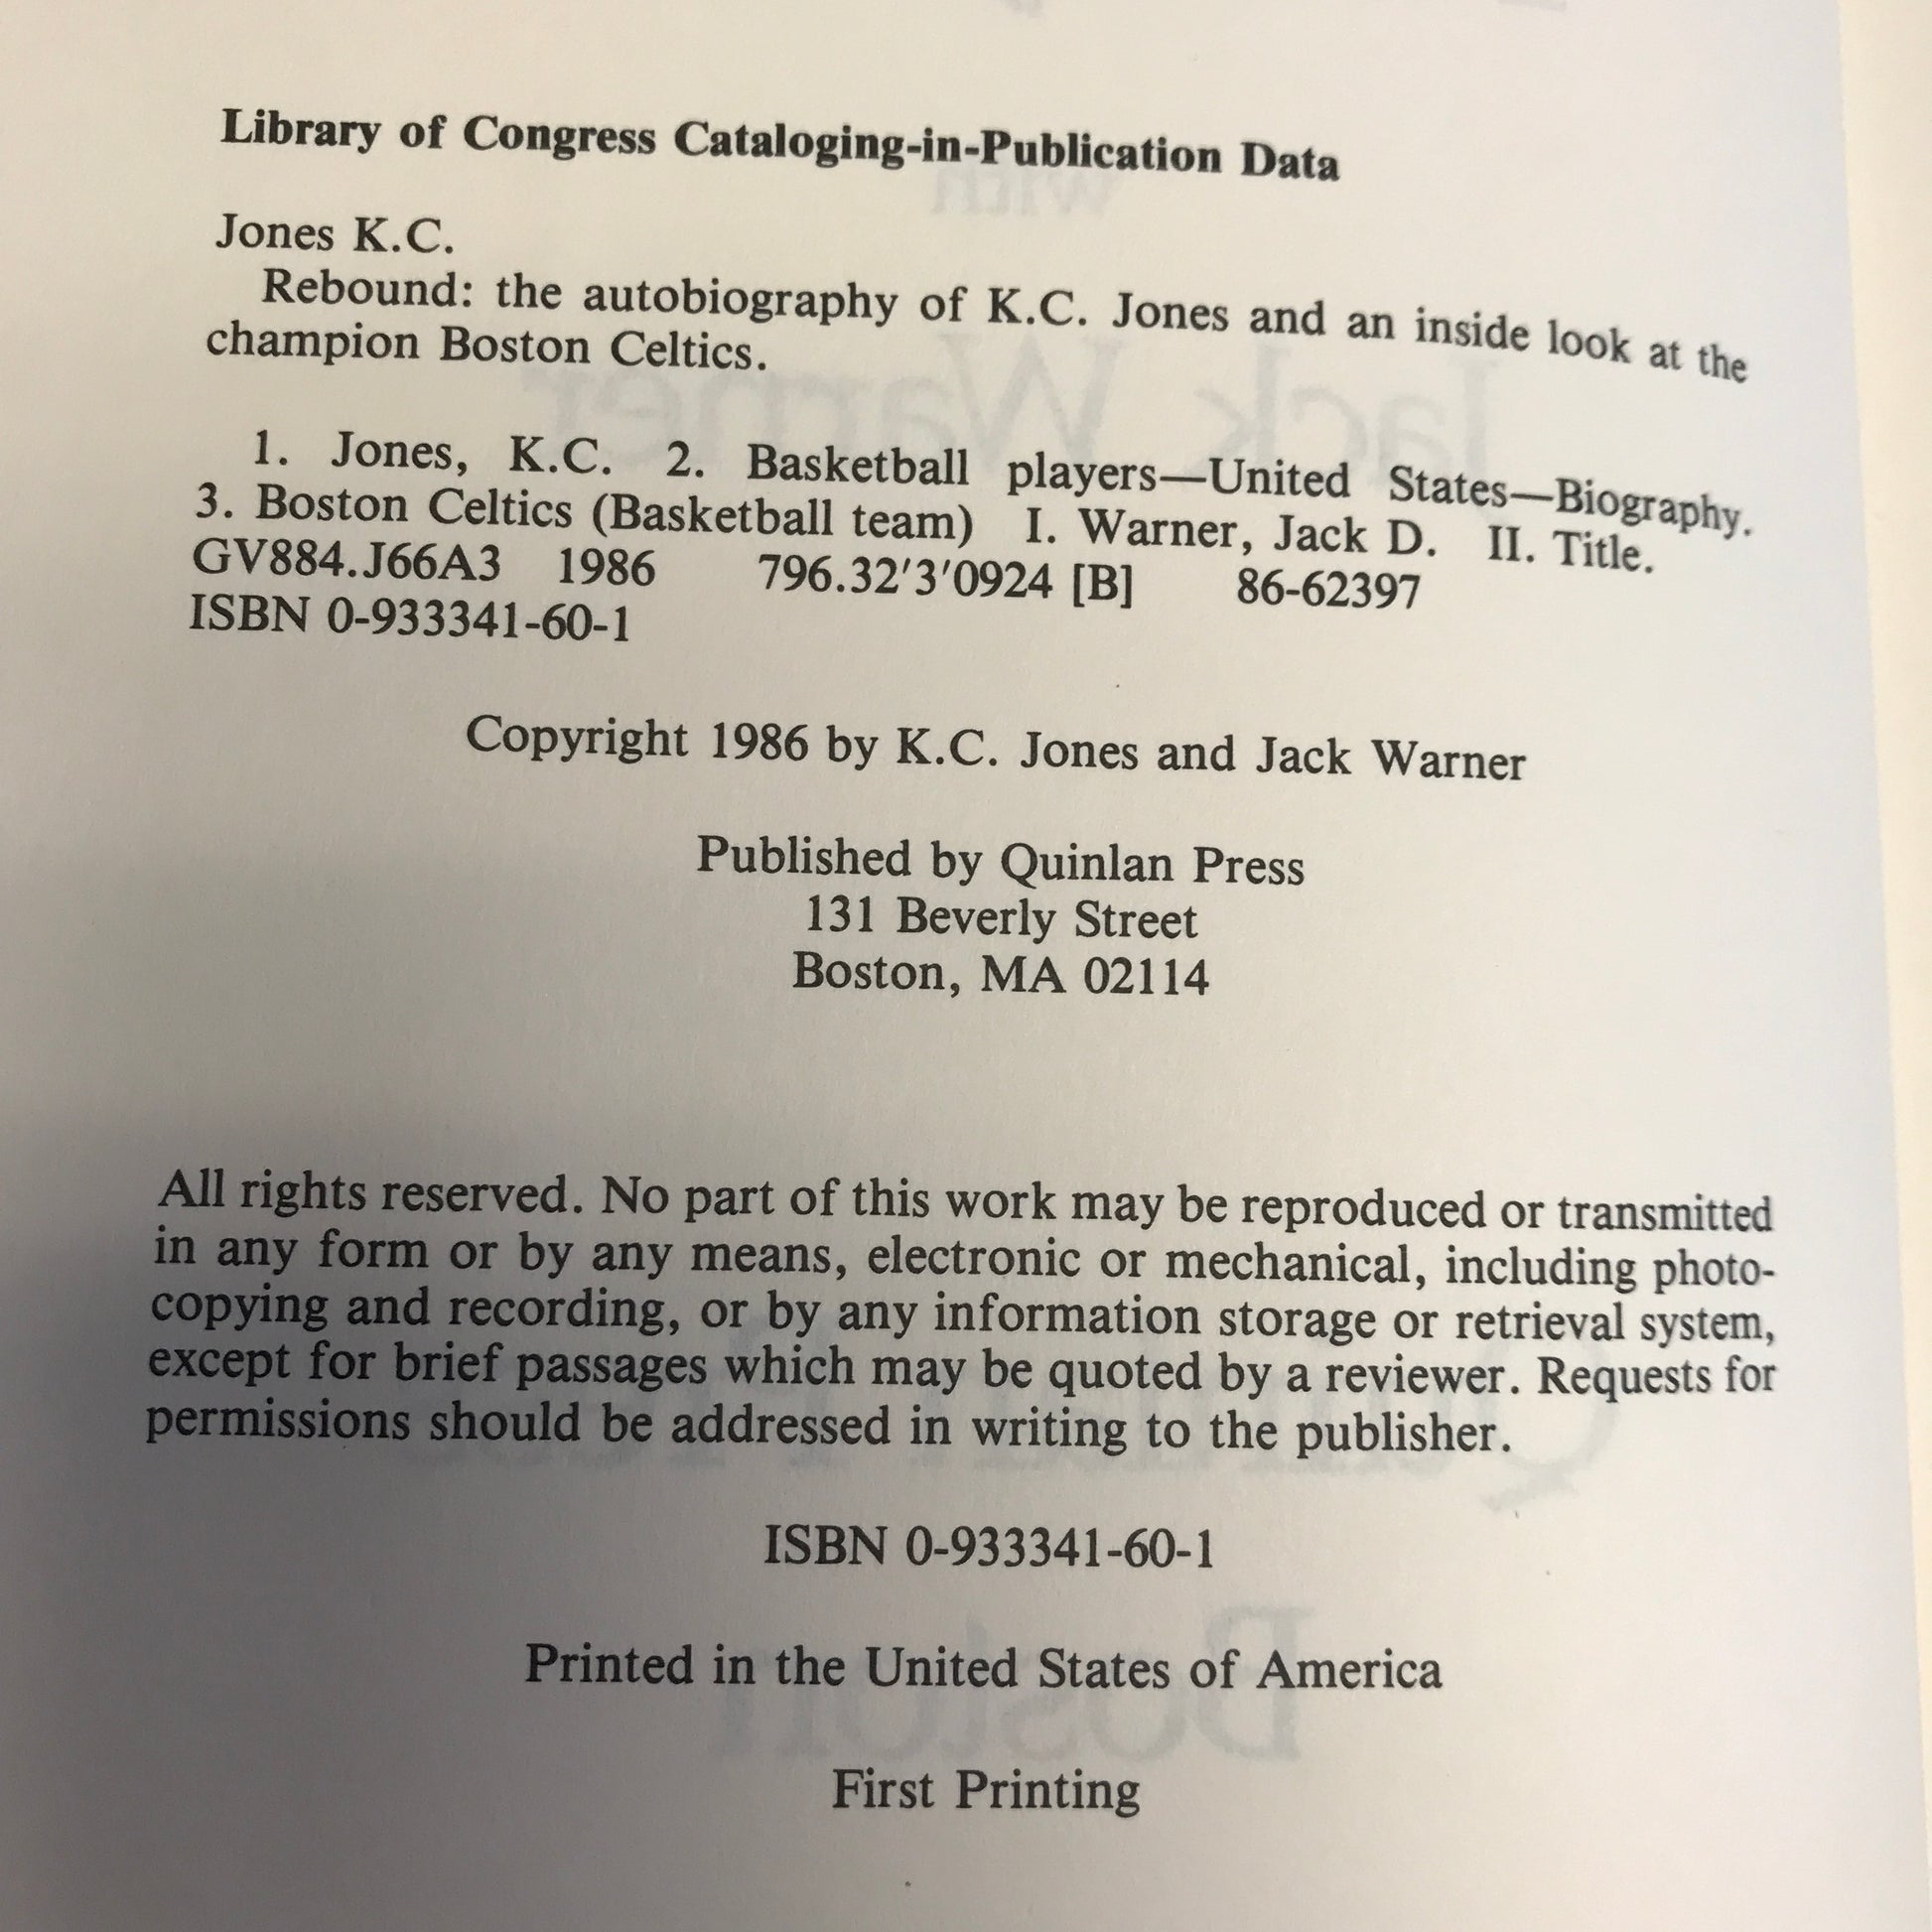 Library of Congress Cataloging-in-Publication Data
Jones K.C.
Rebound: the autobiography of K.C. Jones and an inside look at the
champion Boston Celtics.
1. Jones, K.C. 2. Basketball players—United States—Biography.
3. Boston Celtics (Basketball team) I. Warner, Jack D. II. Title.
GV884.J66A3 1986 796.32'3'0924 [B] 86-62397
ISBN 0-933341-60-1
Copyright 1986 by K.C. Jones and Jack Warner
Published by Quinlan Press
131 Beverly Street
Boston, MA 02114
All rights reserved. No part of this work may be reproduced or transmitted
in any form or by any means, electronic or mechanical, including photo-
copying and recording, or by any information storage or retrieval system,
except for brief passages which may be quoted by a reviewer. Requests for
permissions should be addressed in writing to the publisher.
ISBN 0-933341-60-1
Printed in the United States of America
First Printing